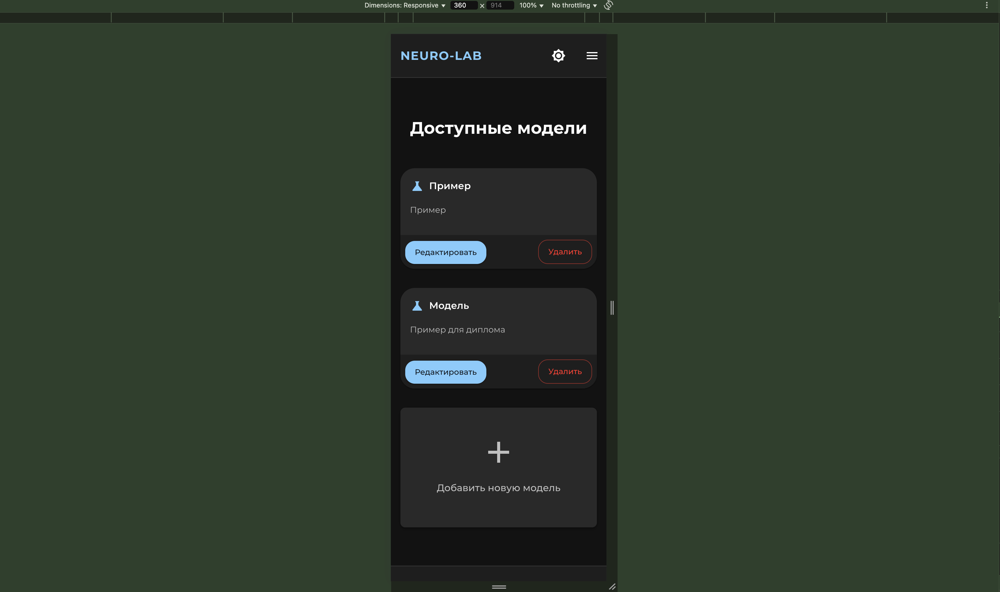 Dimensions: Responsive 360 × 914 100% No throttling
NEURO-LAB
Доступные модели
Пример
Пример
Редактировать Удалить
Модель
Пример для диплома
Редактировать Удалить
Добавить новую модель